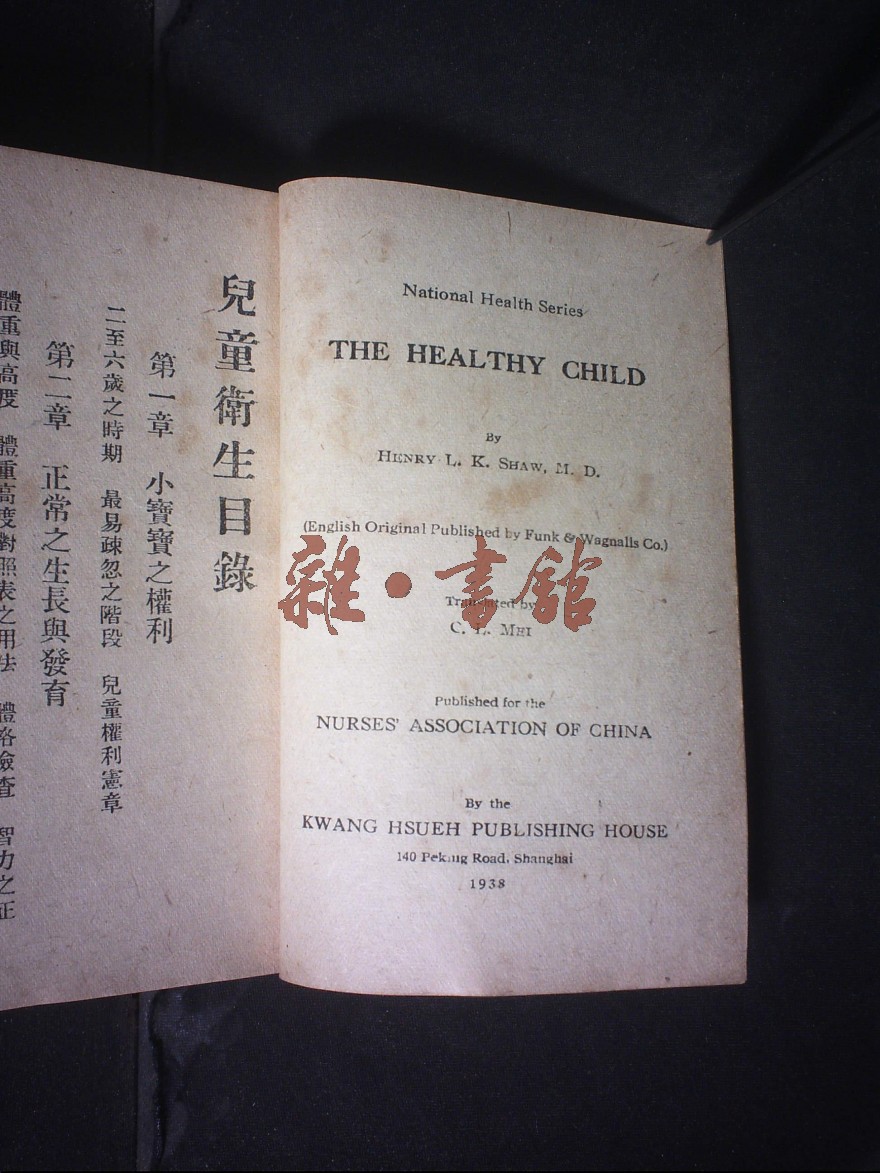 National Health Series
THE HEALTHY CHILD
By
HENRY L. K. SHAW, M. D.
(English Original Published by Funk & Wagnalls Co.)
Translated by
C. L. MEI
Published for the
NURSES' ASSOCIATION OF CHINA
By the
KWANG HSUEH PUBLISHING HOUSE
140 Peking Road, Shanghai
1938
雜•書館
兒童衛生目錄
第一章 小寶寶之權利
二至六歲之時期 最易疎忽之階段 兒童權利憲章
第二章 正常之生長與發育
體重與高度 體重高度對照表之用法 體格檢查 智力之正